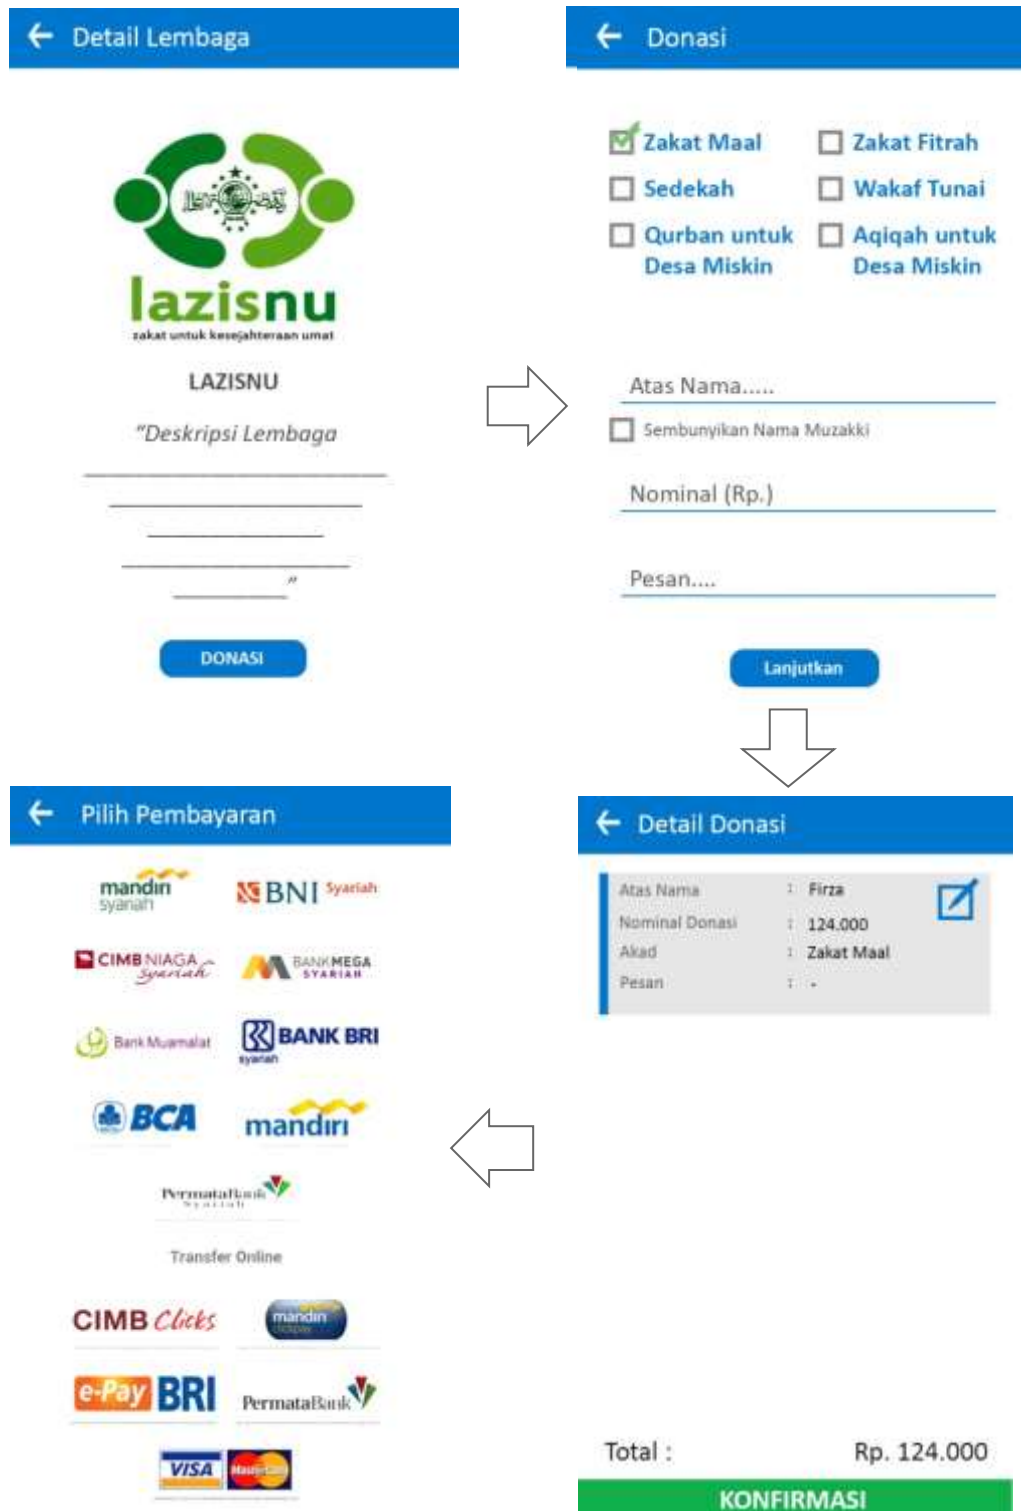 Detail Lembaga
lazisnu
zakat untuk kesejahteraan umat
LAZISNU
"Deskripsi Lembaga
"
DONASI
Donasi
Zakat Maal
Zakat Fitrah
Sedekah
Wakaf Tunai
Qurban untuk
Desa Miskin
Aqiqah untuk
Desa Miskin
Atas Nama.....
Sembunyikan Nama Muzakki
Nominal (Rp.)
Pesan....
Lanjutkan
Detail Donasi
Atas Nama : Firza
Nominal Donasi : 124.000
Akad : Zakat Maal
Pesan : -
Total : Rp. 124.000
KONFIRMASI
Pilih Pembayaran
mandiri
syariah
BNI Syariah
CIMB NIAGA
Syariah
BANK MEGA
SYARIAH
Bank Muamalat
BANK BRI
syariah
BCA
mandiri
PermataBank
Syariah
Transfer Online
CIMB Clicks
mandiri
clickpay
e-Pay BRI
PermataBank
VISA MasterCard